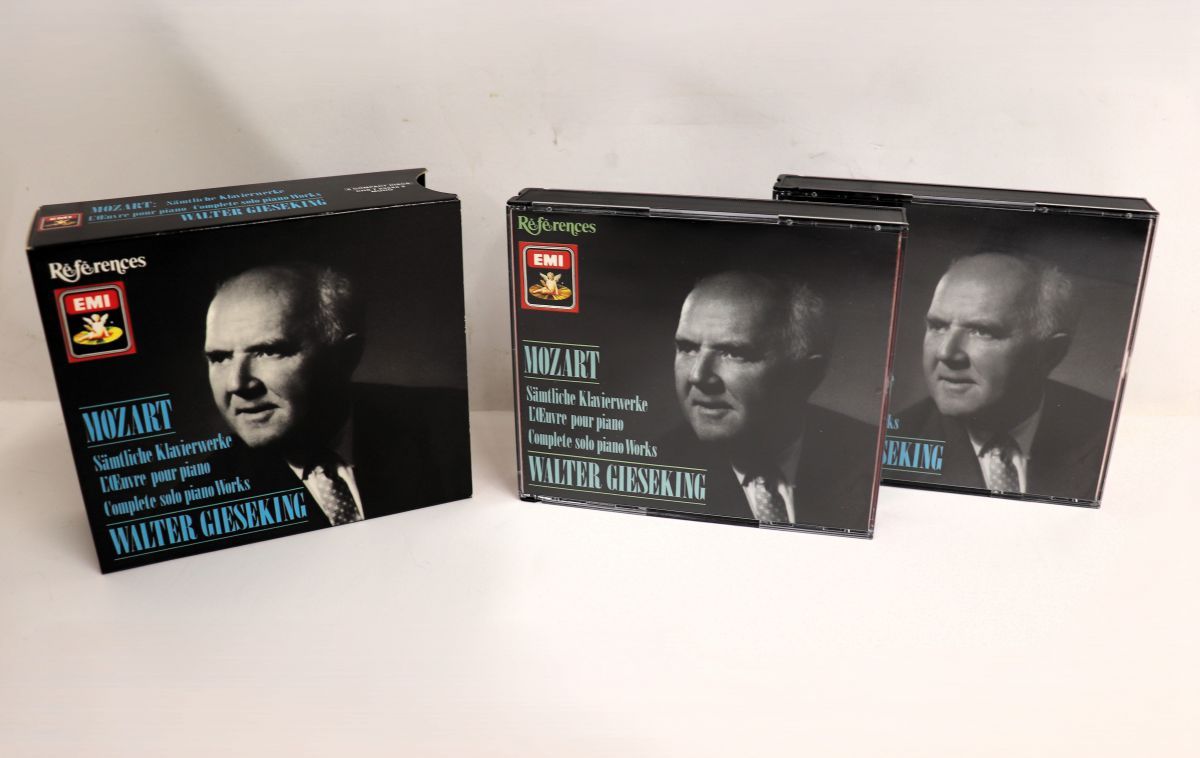 EMI
MOZART: Sämtliche Klavierwerke
L'Œuvre pour piano Complete solo piano Works
WALTER GIESEKING
Références
EMI
MOZART
Sämtliche Klavierwerke
L'Œuvre pour piano
Complete solo piano Works
WALTER GIESEKING
Références
EMI
MOZART
Sämtliche Klavierwerke
L'Œuvre pour piano
Complete solo piano Works
WALTER GIESEKING
ks
SEKING